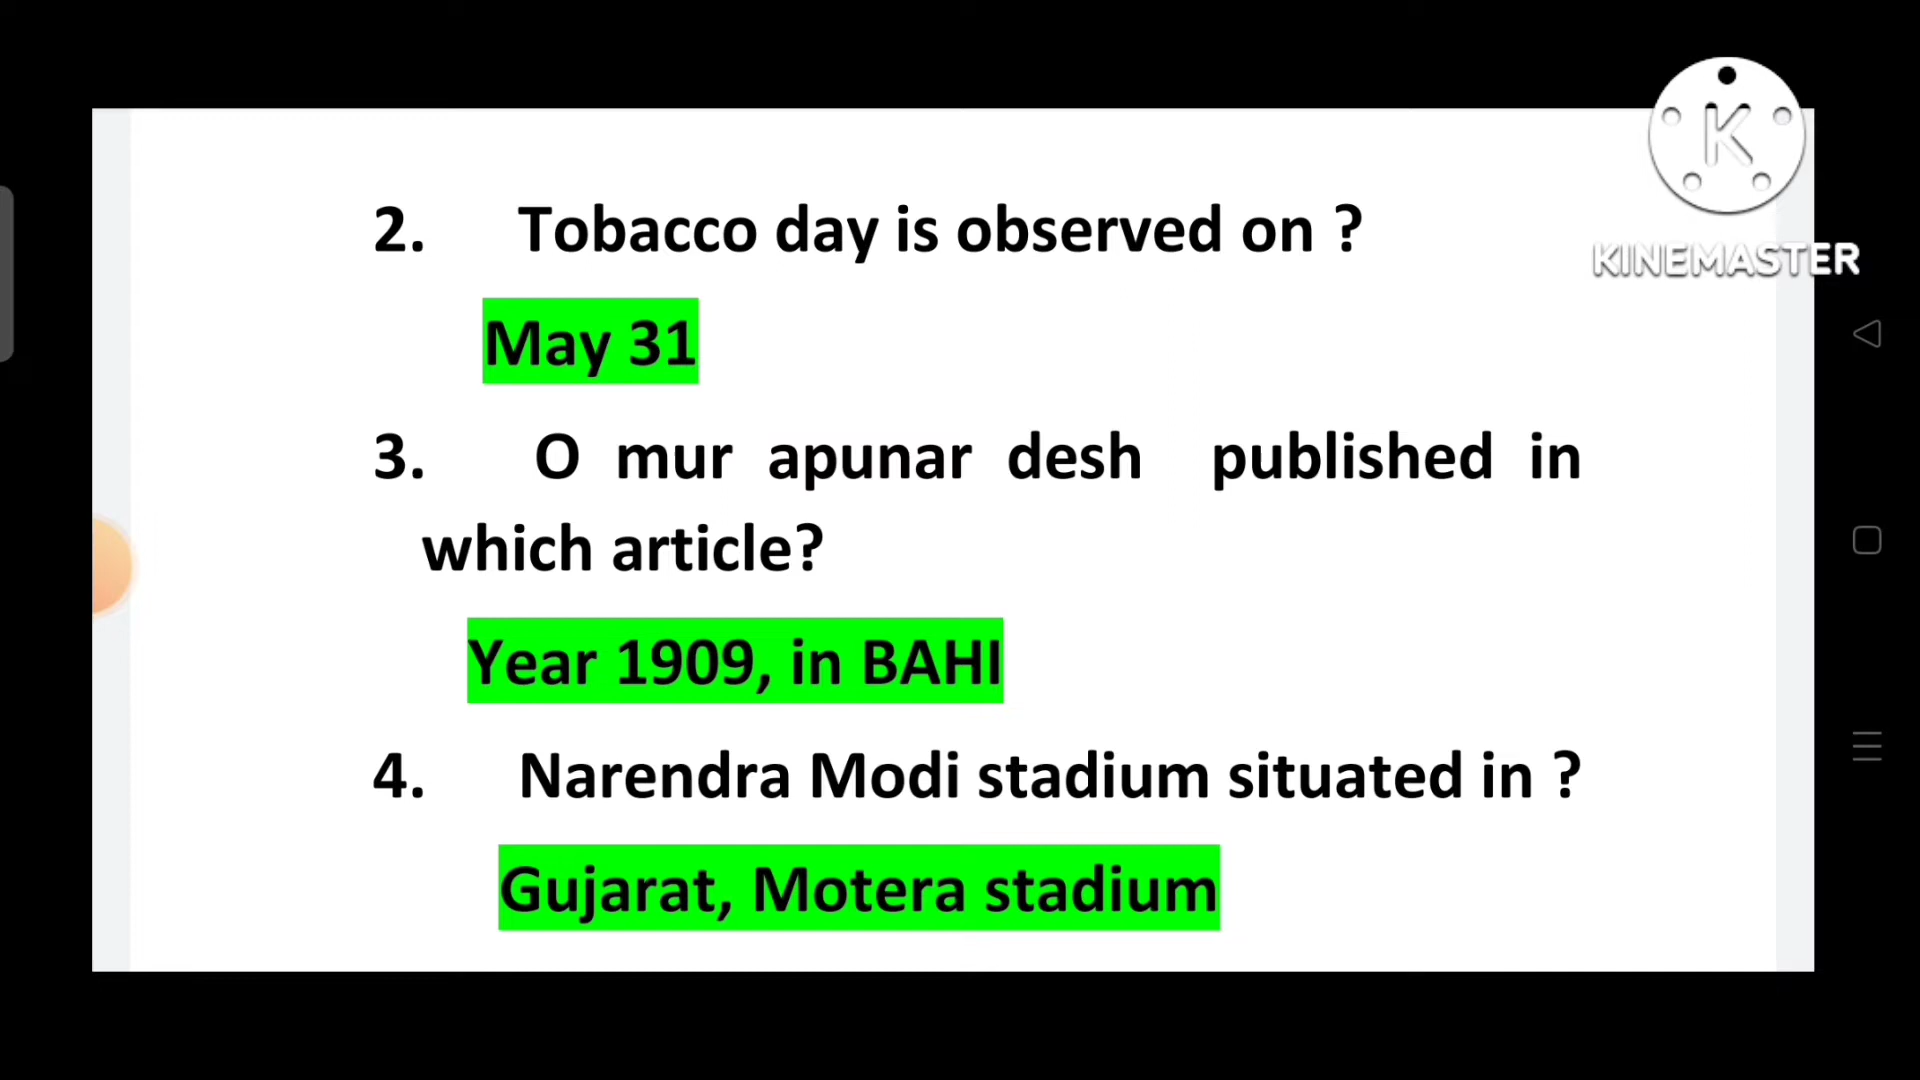 K
KINEMASTER
2. Tobacco day is observed on ?
May 31
3. O mur apunar desh published in
which article?
Year 1909, in BAHI
4. Narendra Modi stadium situated in ?
Gujarat, Motera stadium